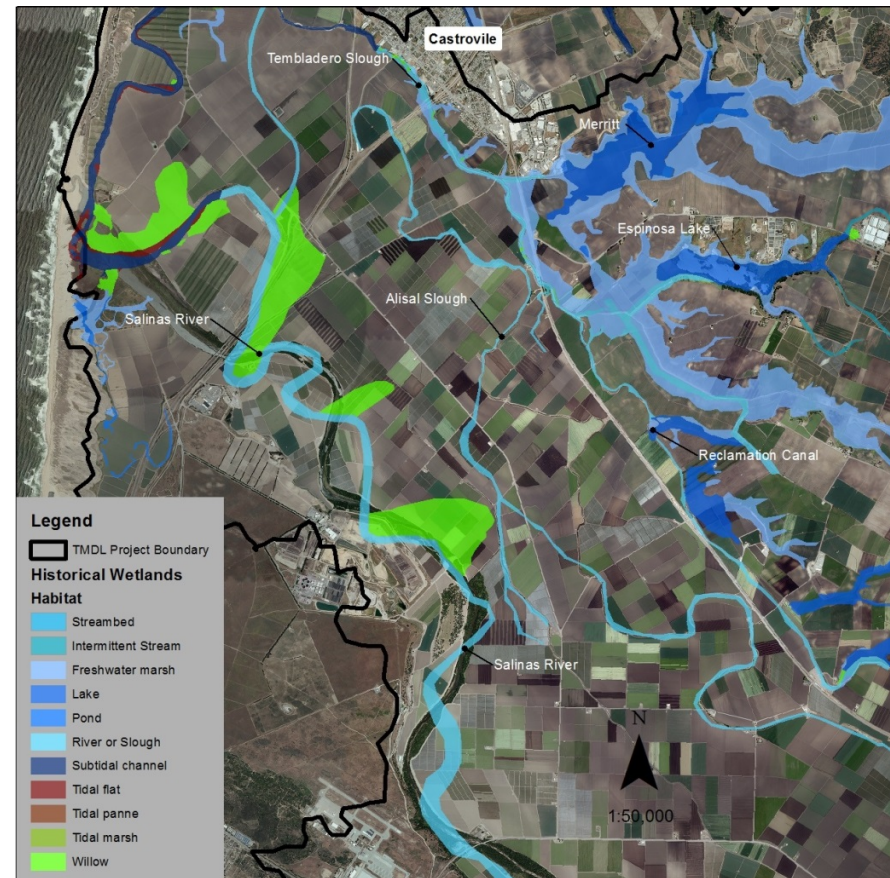 Castrovile
Tembladero Slough
Merritt
Espinosa Lake
Alisal Slough
Salinas River
Reclamation Canal
Salinas River
Legend
TMDL Project Boundary
Historical Wetlands
Habitat
Streambed
Intermittent Stream
Freshwater marsh
Lake
Pond
River or Slough
Subtidal channel
Tidal flat
Tidal panne
Tidal marsh
Willow
N
1:50,000